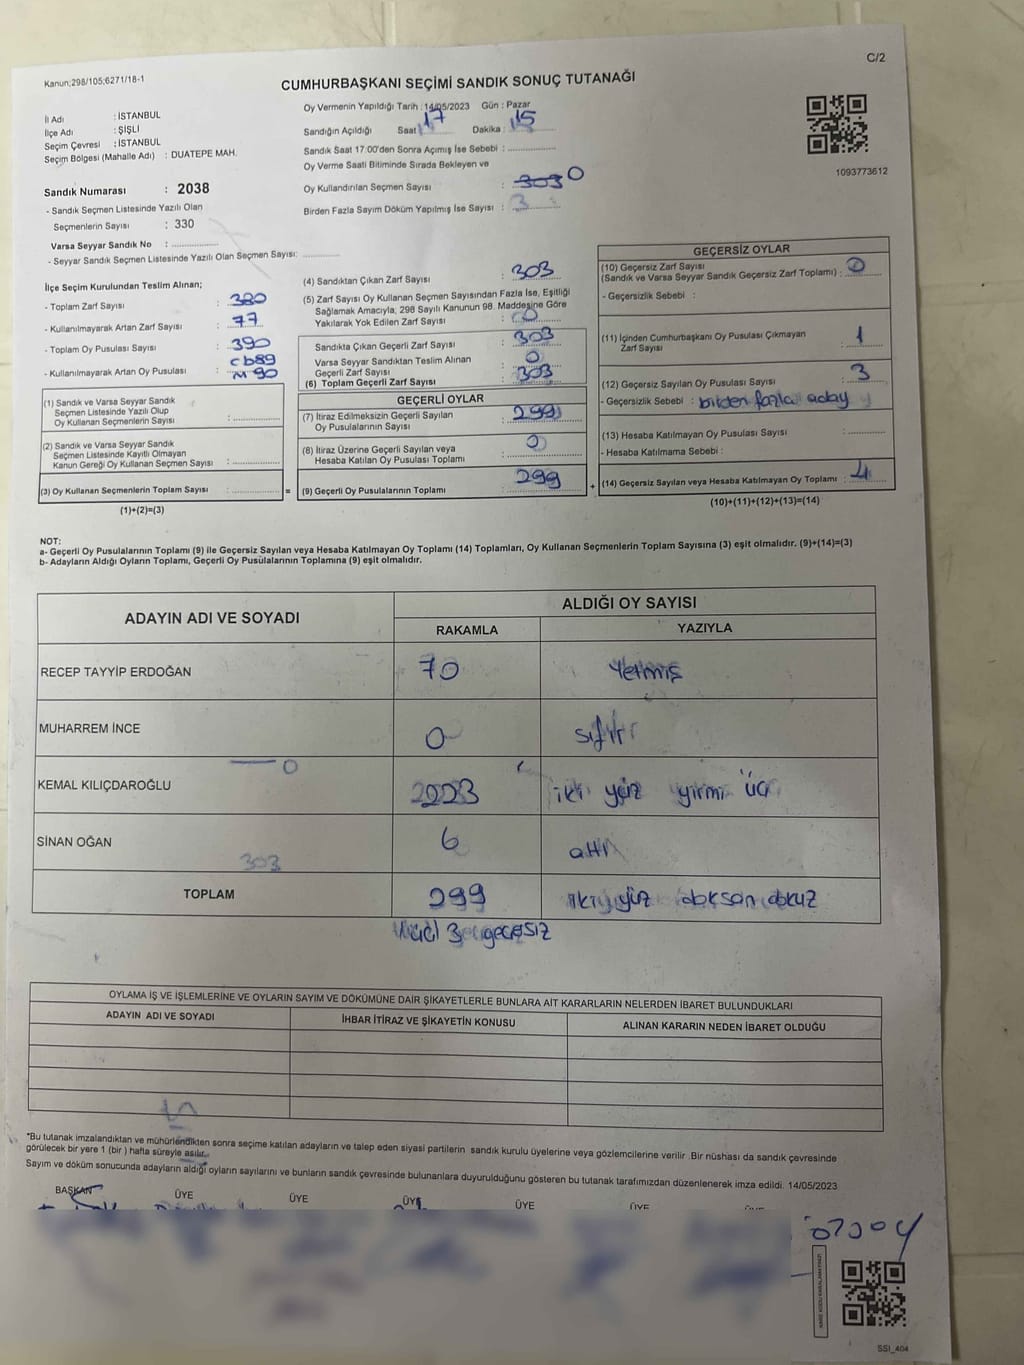 C/2
Kanun;298/105;6271/18-1
CUMHURBAŞKANI SEÇİMİ SANDIK SONUÇ TUTANAĞI
İl Adı : İSTANBUL
İlçe Adı : ŞİŞLİ
Seçim Çevresi : İSTANBUL
Seçim Bölgesi (Mahalle Adı) : DUATEPE MAH.
Sandık Numarası : 2038
- Sandık Seçmen Listesinde Yazılı Olan
Seçmenlerin Sayısı : 330
Varsa Seyyar Sandık No : ................
- Seyyar Sandık Seçmen Listesinde Yazılı Olan Seçmen Sayısı: ............
Oy Vermenin Yapıldığı Tarih : 14/05/2023 Gün : Pazar
Sandığın Açıldığı Saat : 17 Dakika : 15
Sandık Saat 17:00'den Sonra Açımış İse Sebebi : ................
Oy Verme Saati Bitiminde Sırada Bekleyen ve
Oy Kullandırılan Seçmen Sayısı : 303 0
Birden Fazla Sayım Döküm Yapılmış İse Sayısı : 3
1093773612
İlçe Seçim Kurulundan Teslim Alınan;
- Toplam Zarf Sayısı : 380
- Kullanılmayarak Artan Zarf Sayısı : 77
- Toplam Oy Pusulası Sayısı : 390
- Kullanılmayarak Artan Oy Pusulası : cb89
M90
(1) Sandık ve Varsa Seyyar Sandık
Seçmen Listesinde Yazılı Olup
Oy Kullanan Seçmenlerin Sayısı : ................
(2) Sandık ve Varsa Seyyar Sandık
Seçmen Listesinde Kayıtlı Olmayan
Kanun Gereği Oy Kullanan Seçmen Sayısı : ................
(3) Oy Kullanan Seçmenlerin Toplam Sayısı : ................ =
(1)+(2)=(3)
(4) Sandıktan Çıkan Zarf Sayısı : 303
(5) Zarf Sayısı Oy Kullanan Seçmen Sayısından Fazla İse, Eşitliği
Sağlamak Amacıyla, 298 Sayılı Kanunun 98. Maddesine Göre
Yakılarak Yok Edilen Zarf Sayısı :
Sandıkta Çıkan Geçerli Zarf Sayısı : 303
Varsa Seyyar Sandıktan Teslim Alınan
Geçerli Zarf Sayısı : 0
(6) Toplam Geçerli Zarf Sayısı : 303
GEÇERLİ OYLAR
(7) İtiraz Edilmeksizin Geçerli Sayılan
Oy Pusulalarının Sayısı : 299
(8) İtiraz Üzerine Geçerli Sayılan veya
Hesaba Katılan Oy Pusulası Toplamı : 0
(9) Geçerli Oy Pusulalarının Toplamı : 299 +
GEÇERSİZ OYLAR
(10) Geçersiz Zarf Sayısı
(Sandık ve Varsa Seyyar Sandık Geçersiz Zarf Toplamı) : 0
- Geçersizlik Sebebi :
(11) İçinden Cumhurbaşkanı Oy Pusulası Çıkmayan
Zarf Sayısı : 1
(12) Geçersiz Sayılan Oy Pusulası Sayısı : 3
- Geçersizlik Sebebi : birden fazla aday
(13) Hesaba Katılmayan Oy Pusulası Sayısı : ................
- Hesaba Katılmama Sebebi :
(14) Geçersiz Sayılan veya Hesaba Katılmayan Oy Toplamı : 4
(10)+(11)+(12)+(13)=(14)
NOT:
a- Geçerli Oy Pusulalarının Toplamı (9) ile Geçersiz Sayılan veya Hesaba Katılmayan Oy Toplamı (14) Toplamları, Oy Kullanan Seçmenlerin Toplam Sayısına (3) eşit olmalıdır. (9)+(14)=(3)
b- Adayların Aldığı Oyların Toplamı, Geçerli Oy Pusulalarının Toplamına (9) eşit olmalıdır.
ADAYIN ADI VE SOYADI
ALDIĞI OY SAYISI
RAKAMLA YAZIYLA
RECEP TAYYİP ERDOĞAN 70 Yetmiş
MUHARREM İNCE 0 sıfır
0
KEMAL KILIÇDAROĞLU 223 iki yüz yirmi üç
SİNAN OĞAN 6 altı
303
TOPLAM 299 iki yüz doksan dokuz
3 geçersiz
OYLAMA İŞ VE İŞLEMLERİNE VE OYLARIN SAYIM VE DÖKÜMÜNE DAİR ŞİKAYETLERLE BUNLARA AİT KARARLARIN NELERDEN İBARET BULUNDUKLARI
ADAYIN ADI VE SOYADI İHBAR İTİRAZ VE ŞİKAYETİN KONUSU ALINAN KARARIN NEDEN İBARET OLDUĞU
*Bu tutanak imzalandıktan ve mühürlendikten sonra seçime katılan adayların ve talep eden siyasi partilerin sandık kurulu üyelerine veya gözlemcilerine verilir .Bir nüshası da sandık çevresinde
görülecek bir yere 1 (bir ) hafta süreyle asılır.
Sayım ve döküm sonucunda adayların aldığı oyların sayılarını ve bunların sandık çevresinde bulunanlara duyurulduğunu gösteren bu tutanak tarafımızdan düzenlenerek imza edildi. 14/05/2023
BAŞKAN ÜYE ÜYE ÜYE ÜYE ÜYE
SSİ_404